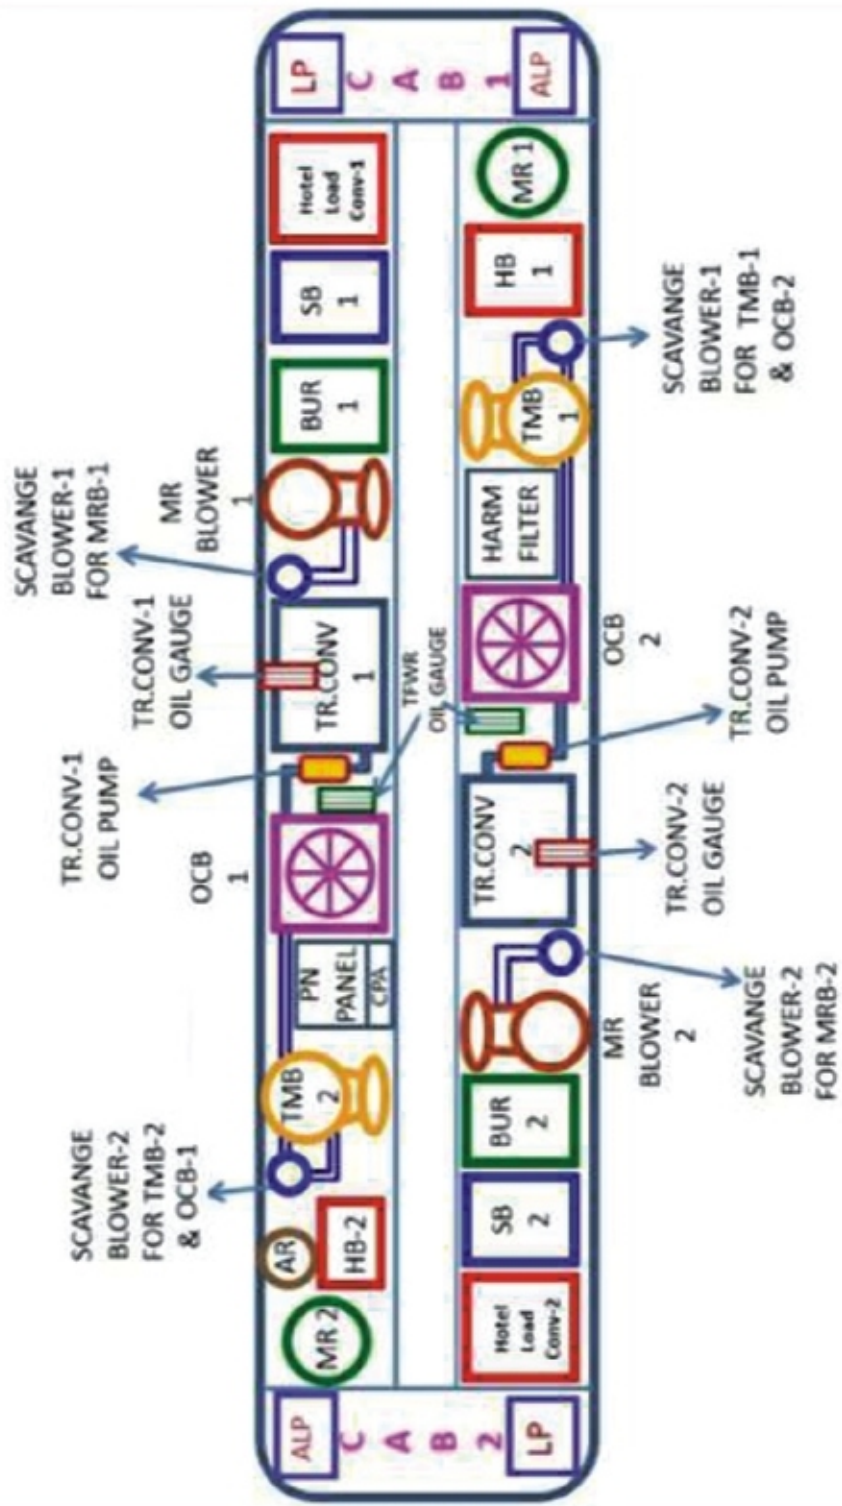 LP
C A B 1
ALP
Hotel
Load
Conv-1
MR 1
SB
1
HB
1
SCAVANGE
BLOWER-1
FOR TMB-1
& OCB-2
BUR
1
TMB
1
MR
BLOWER
1
SCAVANGE
BLOWER-1
FOR MRB-1
HARM
FILTER
TR.CONV-1
OIL GAUGE
TR.CONV
1
TFWR
OIL GAUGE
OCB
2
TR.CONV-1
OIL PUMP
TR.CONV-2
OIL PUMP
OCB
1
TR.CONV
2
TR.CONV-2
OIL GAUGE
PN
PANEL
CPA
MR
BLOWER
2
SCAVANGE
BLOWER-2
FOR MRB-2
TMB
2
BUR
2
SCAVANGE
BLOWER-2
FOR TMB-2
& OCB-1
SB
2
AR
HB-2
MR 2
Hotel
Load
Conv-2
ALP
C A B 2
LP